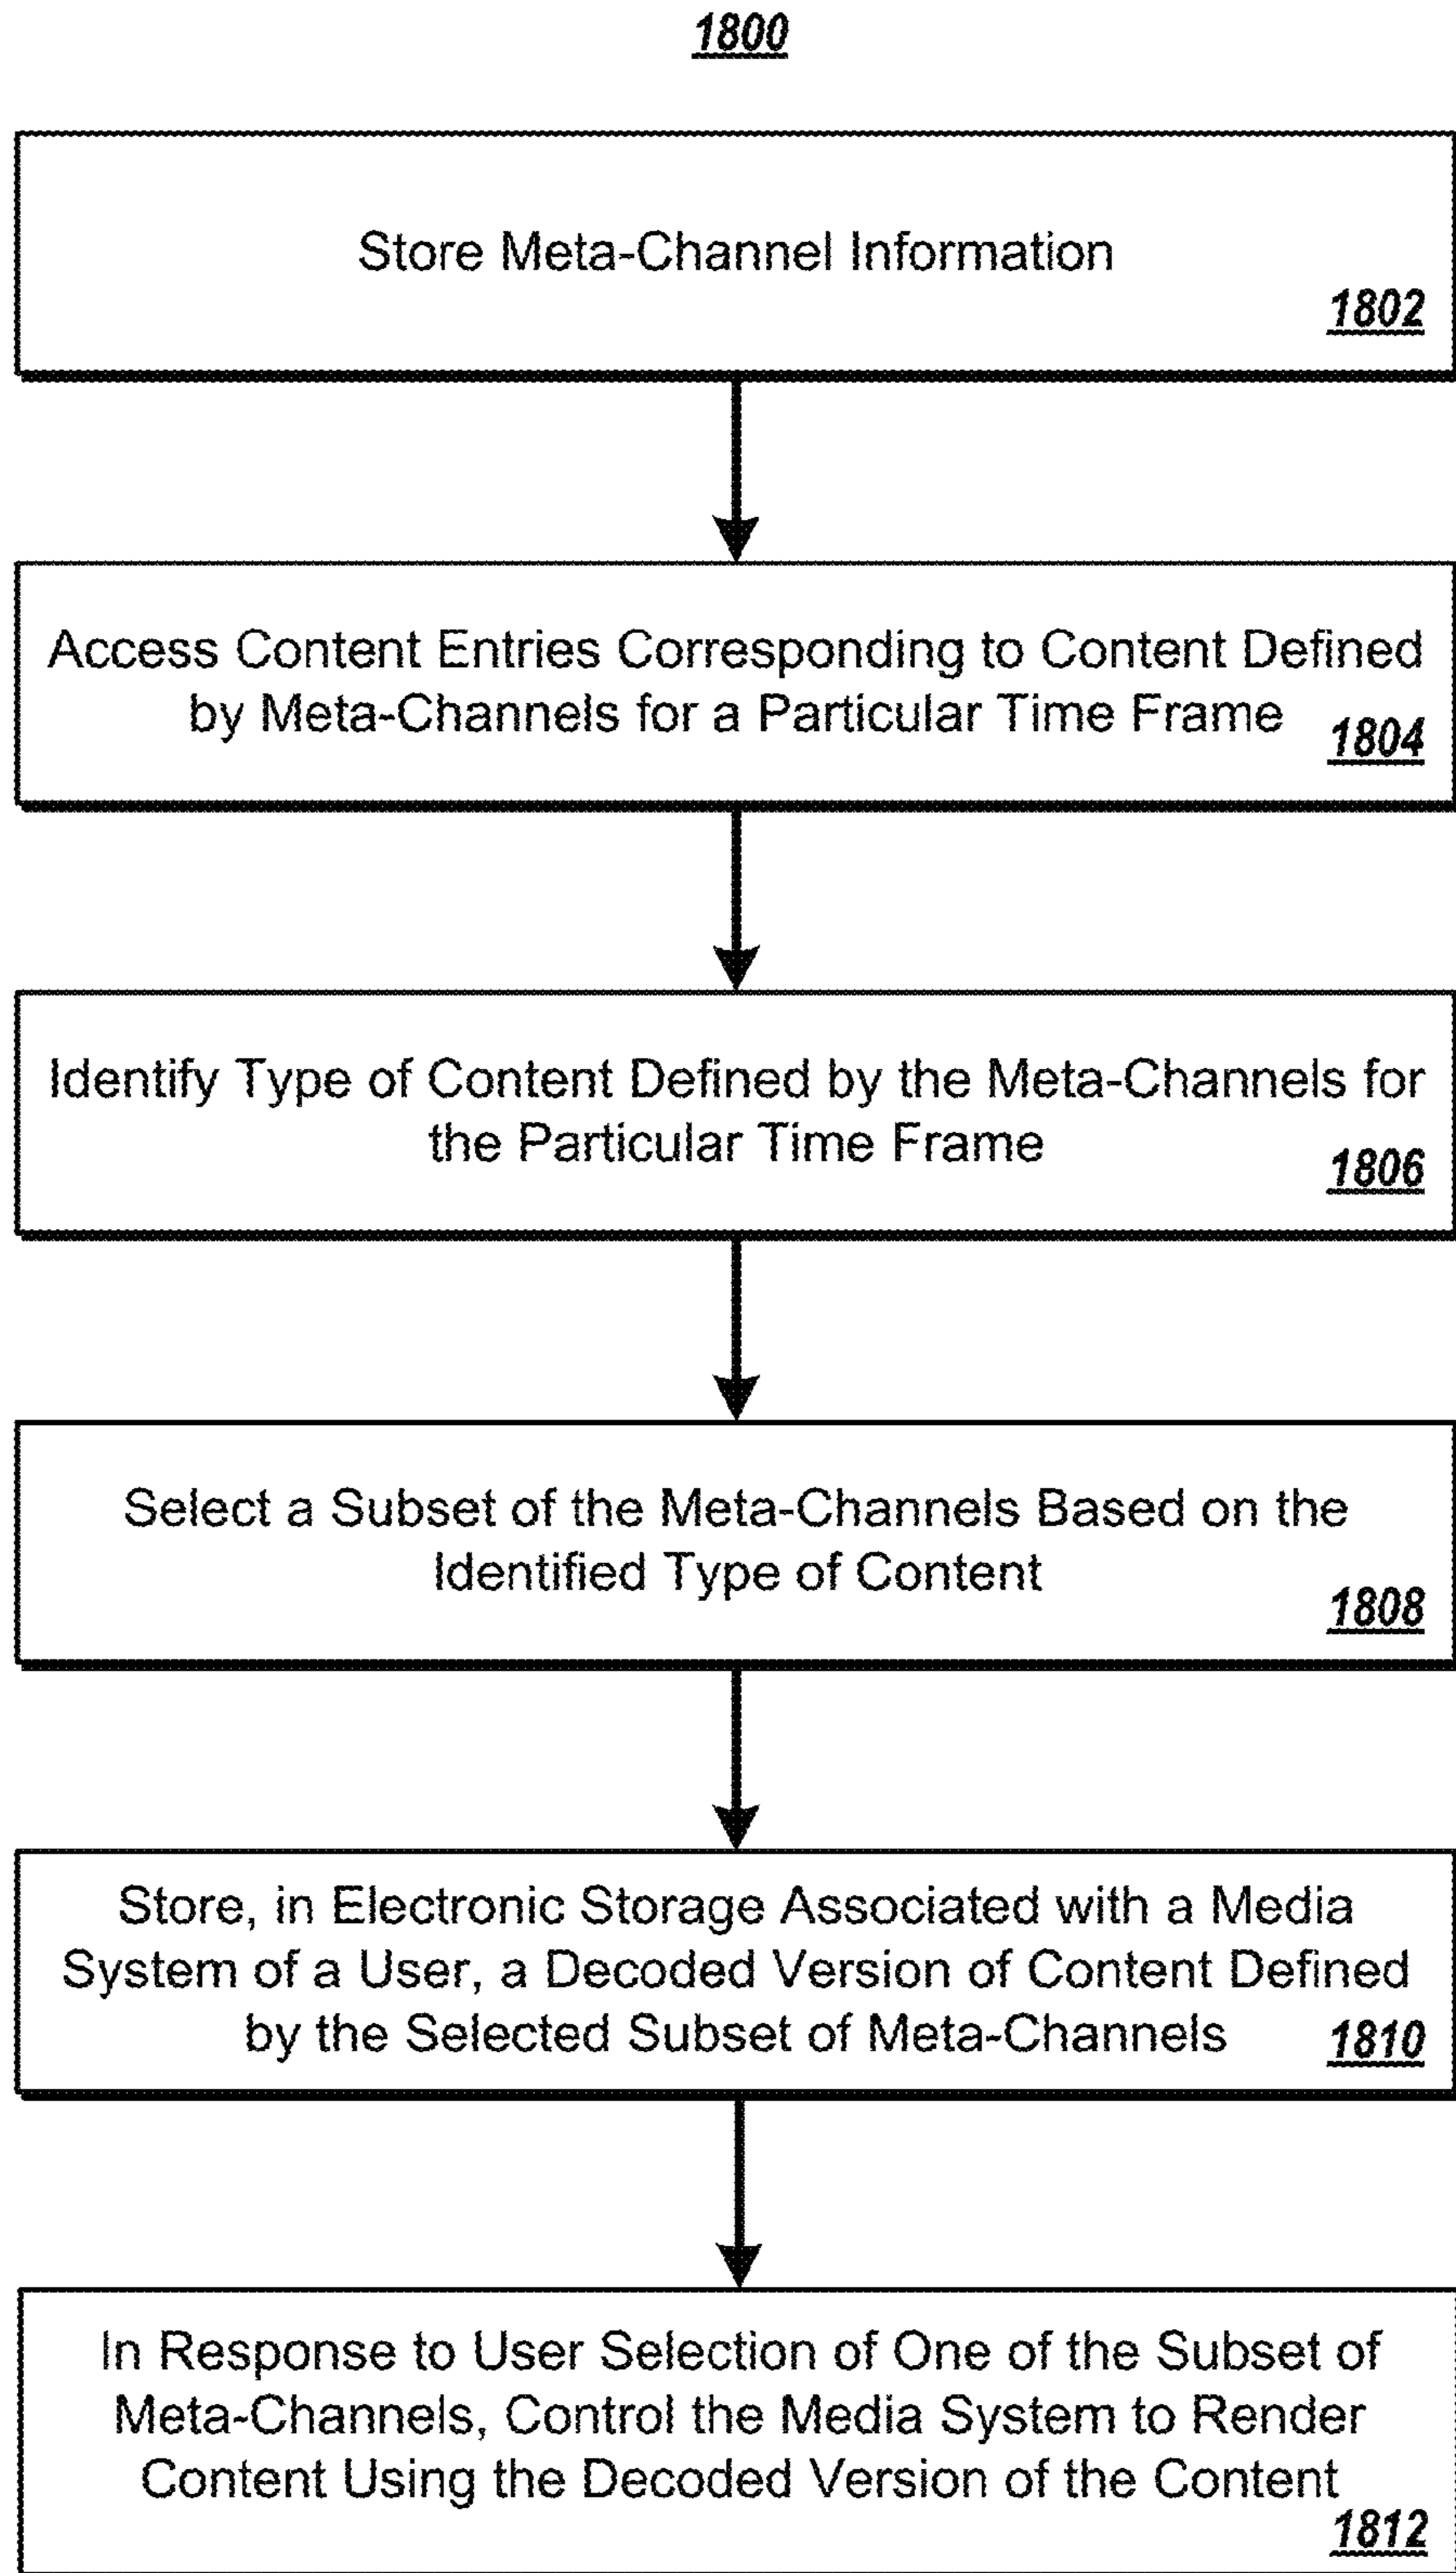 1800
Store Meta-Channel Information
1802
Access Content Entries Corresponding to Content Defined
by Meta-Channels for a Particular Time Frame
1804
Identify Type of Content Defined by the Meta-Channels for
the Particular Time Frame
1806
Select a Subset of the Meta-Channels Based on the
Identified Type of Content
1808
Store, in Electronic Storage Associated with a Media
System of a User, a Decoded Version of Content Defined
by the Selected Subset of Meta-Channels
1810
In Response to User Selection of One of the Subset of
Meta-Channels, Control the Media System to Render
Content Using the Decoded Version of the Content
1812